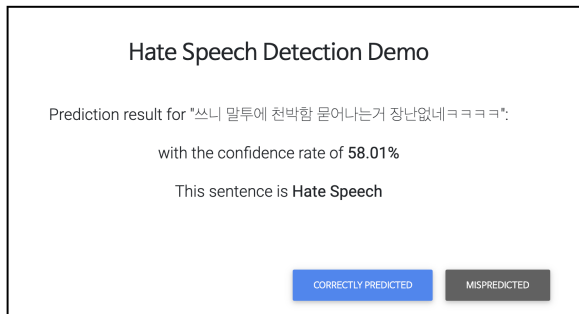 Hate Speech Detection Demo
Prediction result for "쓰니 말투에 천박함 묻어나는거 장난없네ㅋㅋㅋㅋ":
with the confidence rate of 58.01%
This sentence is Hate Speech
CORRECTLY PREDICTED MISPREDICTED